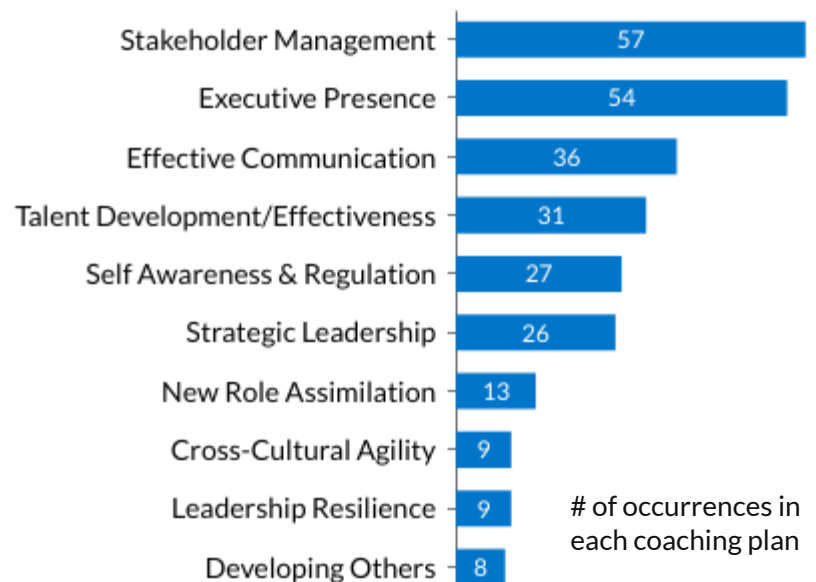 Stakeholder Management 57
Executive Presence 54
Effective Communication 36
Talent Development/Effectiveness 31
Self Awareness & Regulation 27
Strategic Leadership 26
New Role Assimilation 13
Cross-Cultural Agility 9
Leadership Resilience 9
Developing Others 8
# of occurrences in
each coaching plan